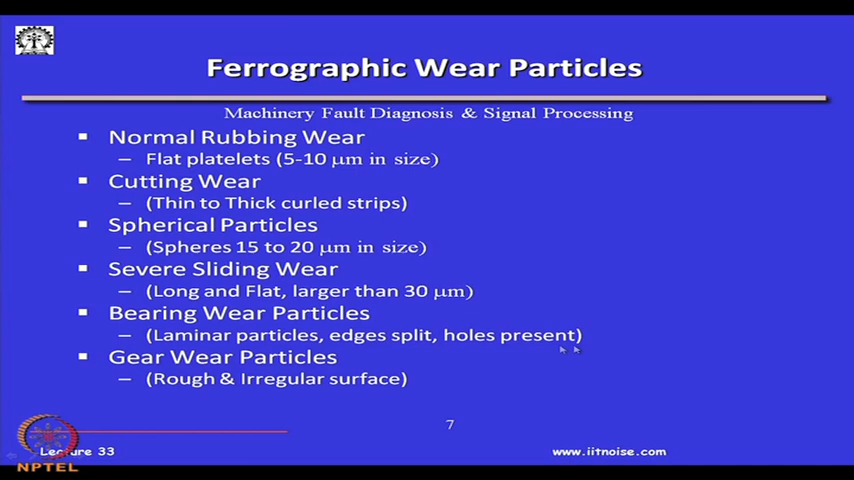 Ferrographic Wear Particles
Machinery Fault Diagnosis & Signal Processing
▪ Normal Rubbing Wear
– Flat platelets (5-10 μm in size)
▪ Cutting Wear
– (Thin to Thick curled strips)
▪ Spherical Particles
– (Spheres 15 to 20 μm in size)
▪ Severe Sliding Wear
– (Long and Flat, larger than 30 μm)
▪ Bearing Wear Particles
– (Laminar particles, edges split, holes present)
▪ Gear Wear Particles
– (Rough & Irregular surface)
7
Lecture 33
www.iitnoise.com
NPTEL